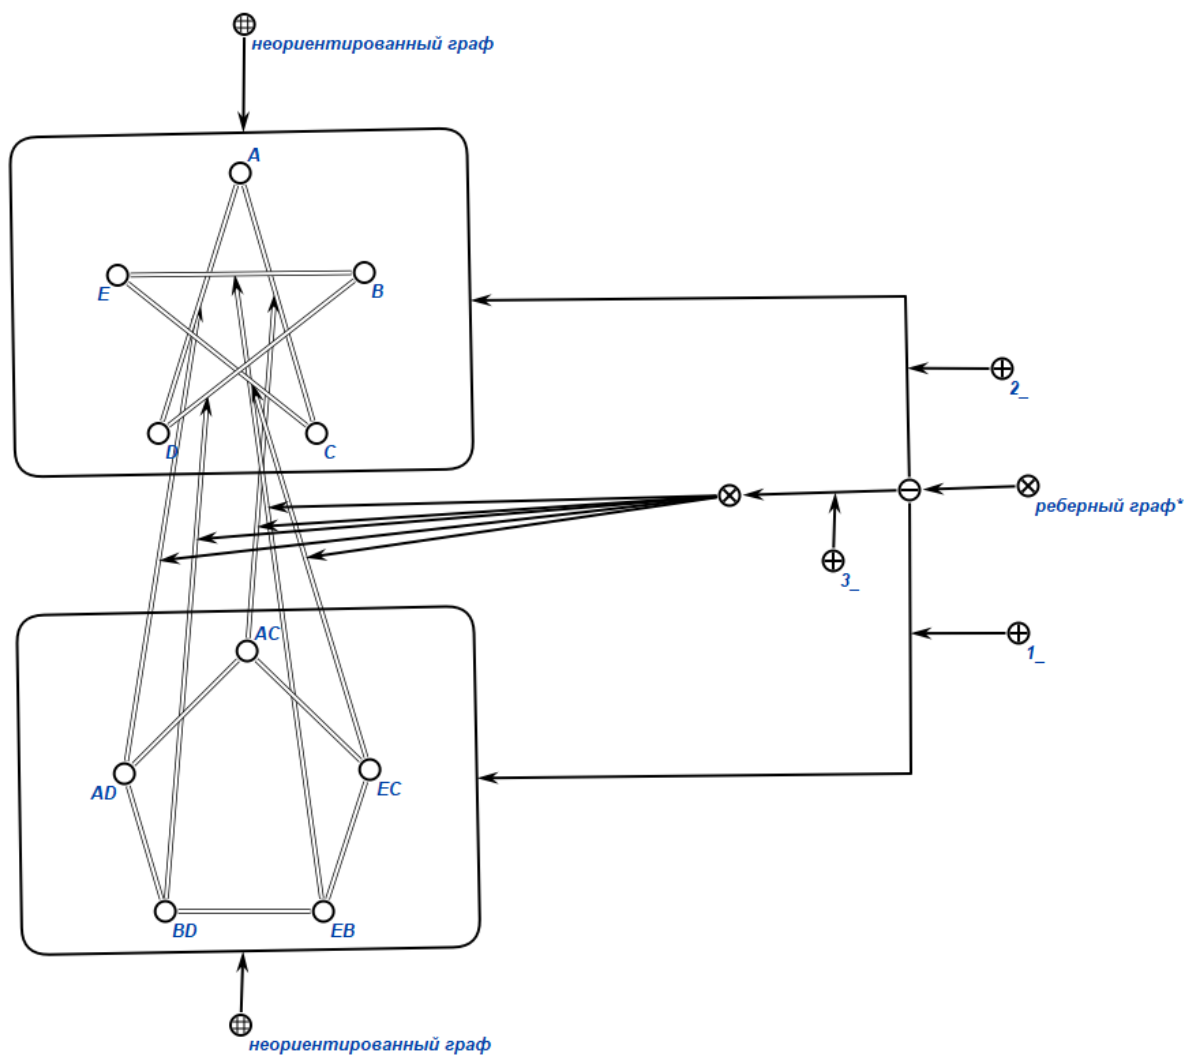 неориентированный граф
A
E
B
D
C
2_
реберный граф*
3_
AC
1_
AD
EC
BD
EB
неориентированный граф